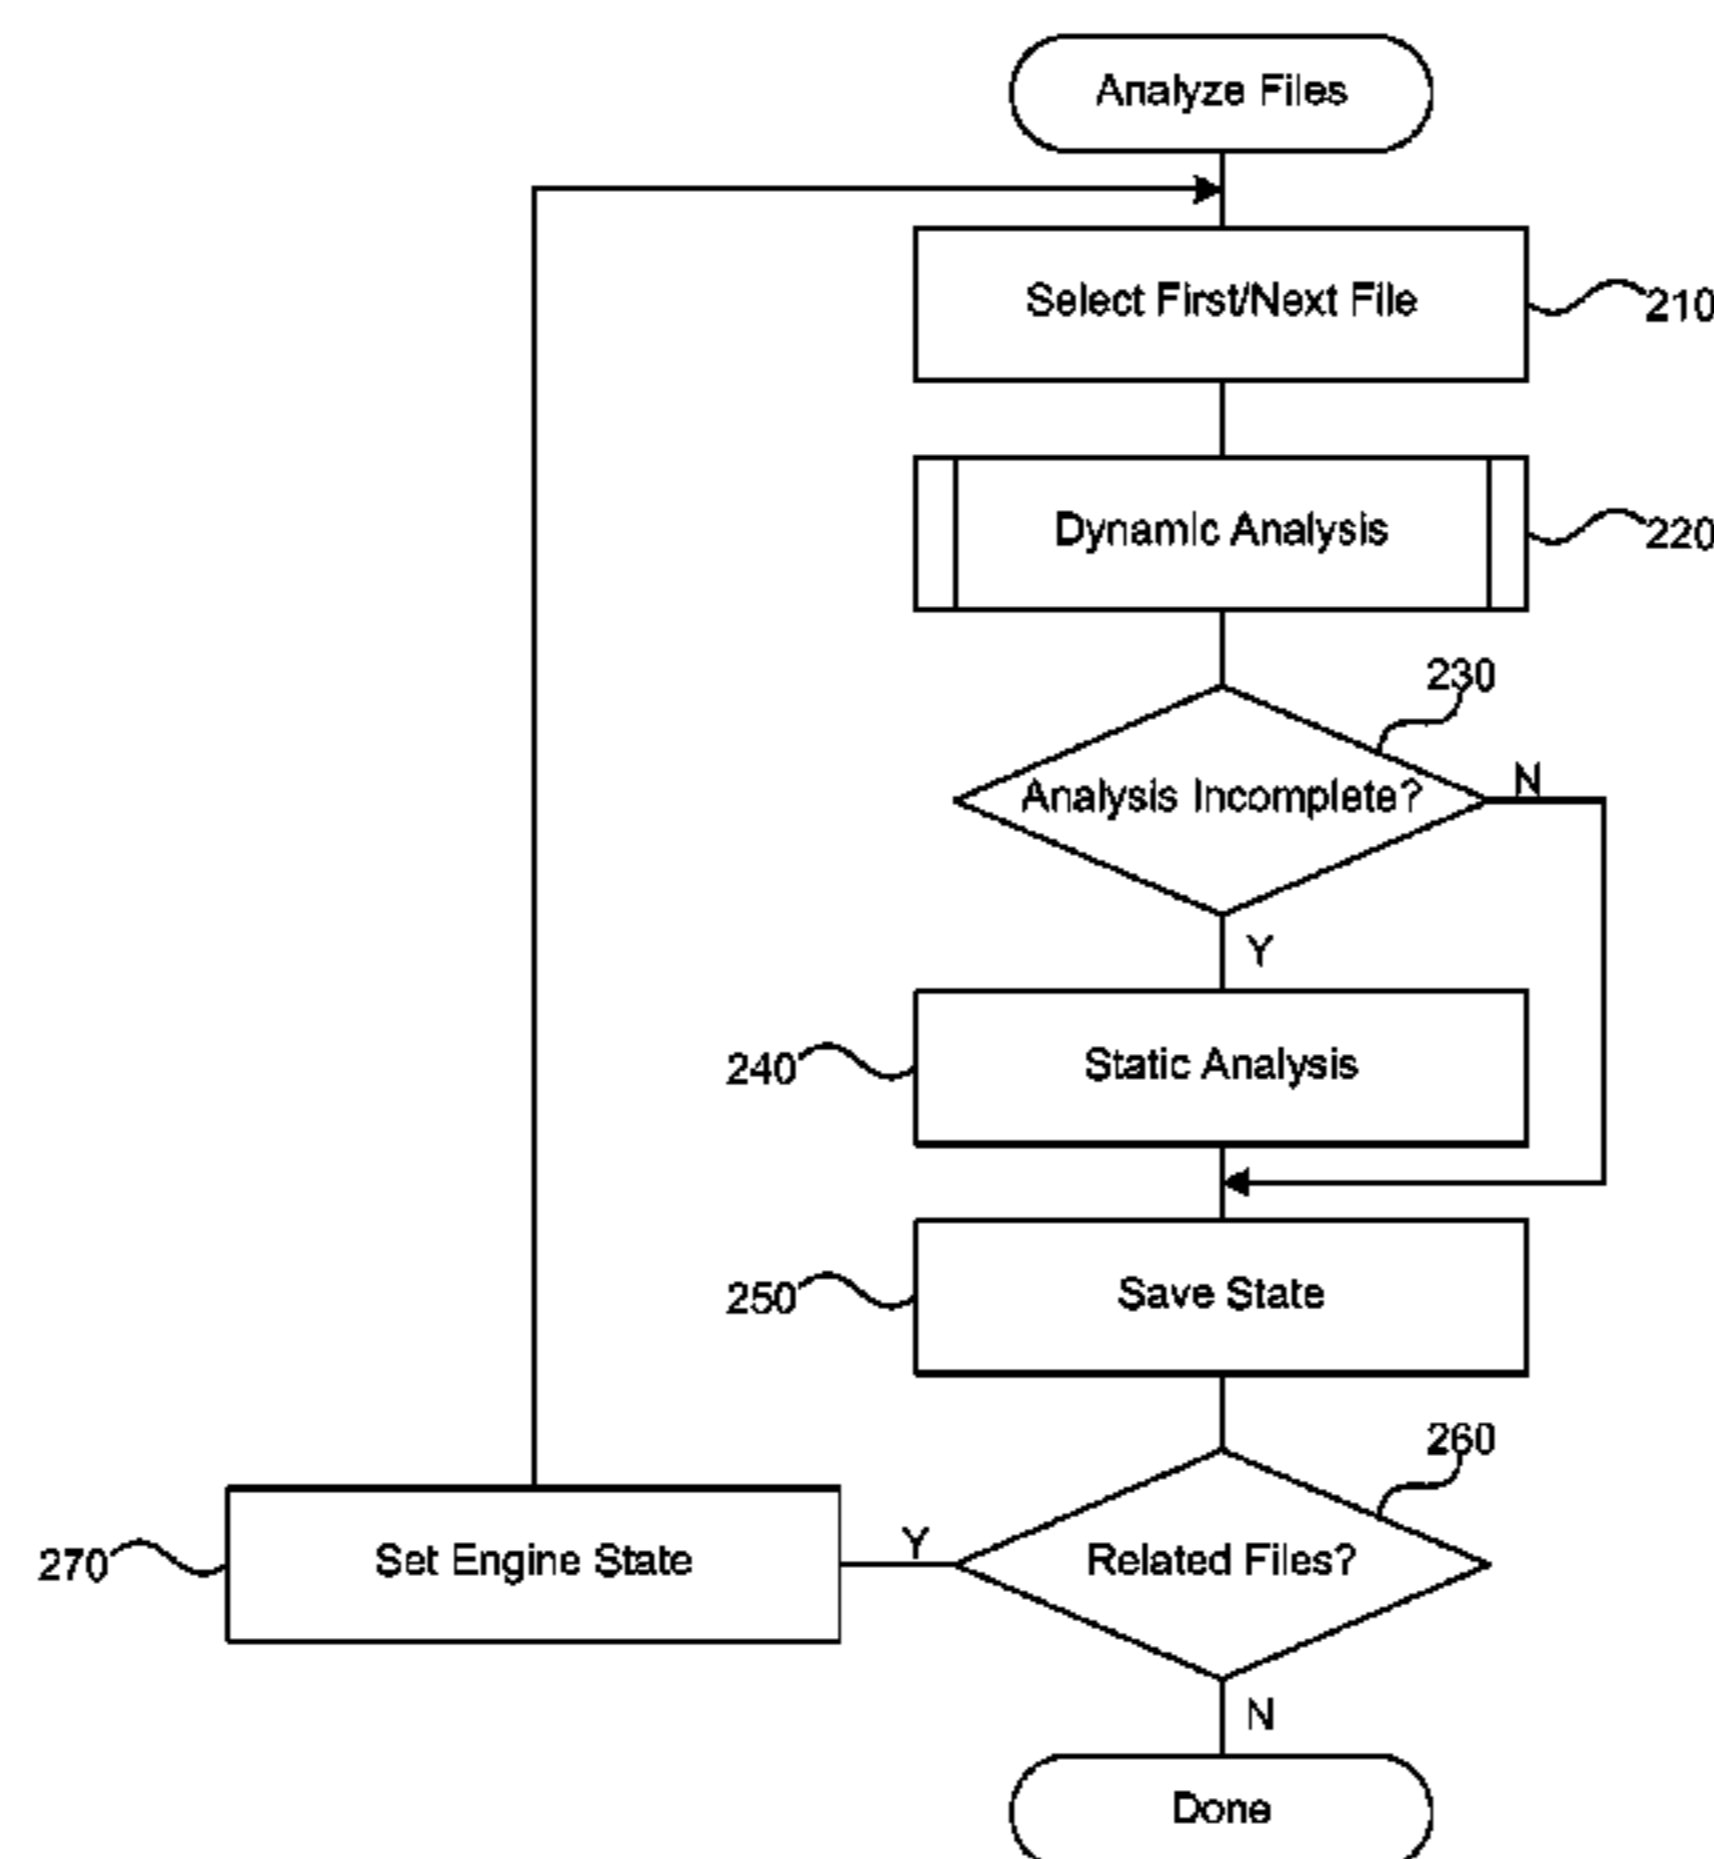 Analyze Files
Select First/Next File
210
Dynamic Analysis
220
230
Analysis Incomplete?
N
Y
240
Static Analysis
250
Save State
260
270
Set Engine State
Y
Related Files?
N
Done